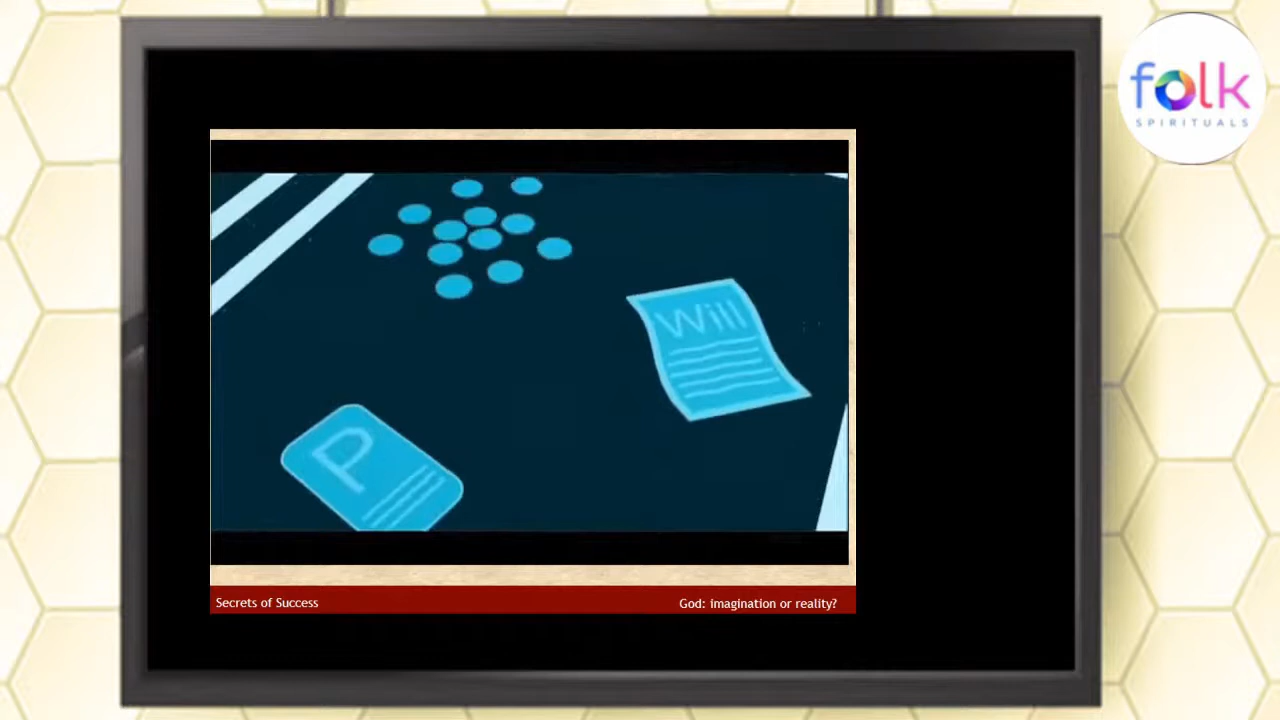 folk
SPIRITUALS
Will
P
Secrets of Success
God: imagination or reality?